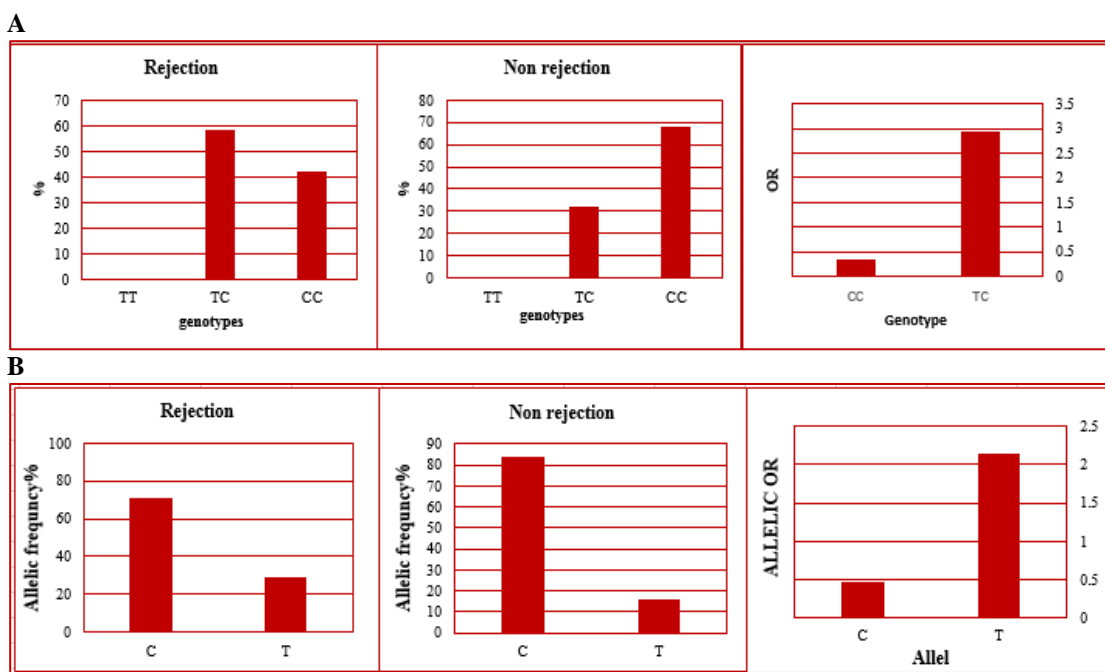 A
Rejection
70
60
50
40
30
20
10
0
%
TT TC CC
genotypes
Non rejection
80
70
60
50
40
30
20
10
0
%
TT TC CC
genotypes
OR
3.5
3
2.5
2
1.5
1
0.5
0
CC TC
Genotype
B
Rejection
100
80
60
40
20
0
Allelic frequncy%
C T
Non rejection
90
80
70
60
50
40
30
20
10
0
Allelic frequncy%
C T
ALLELIC OR
2.5
2
1.5
1
0.5
0
C T
Allel